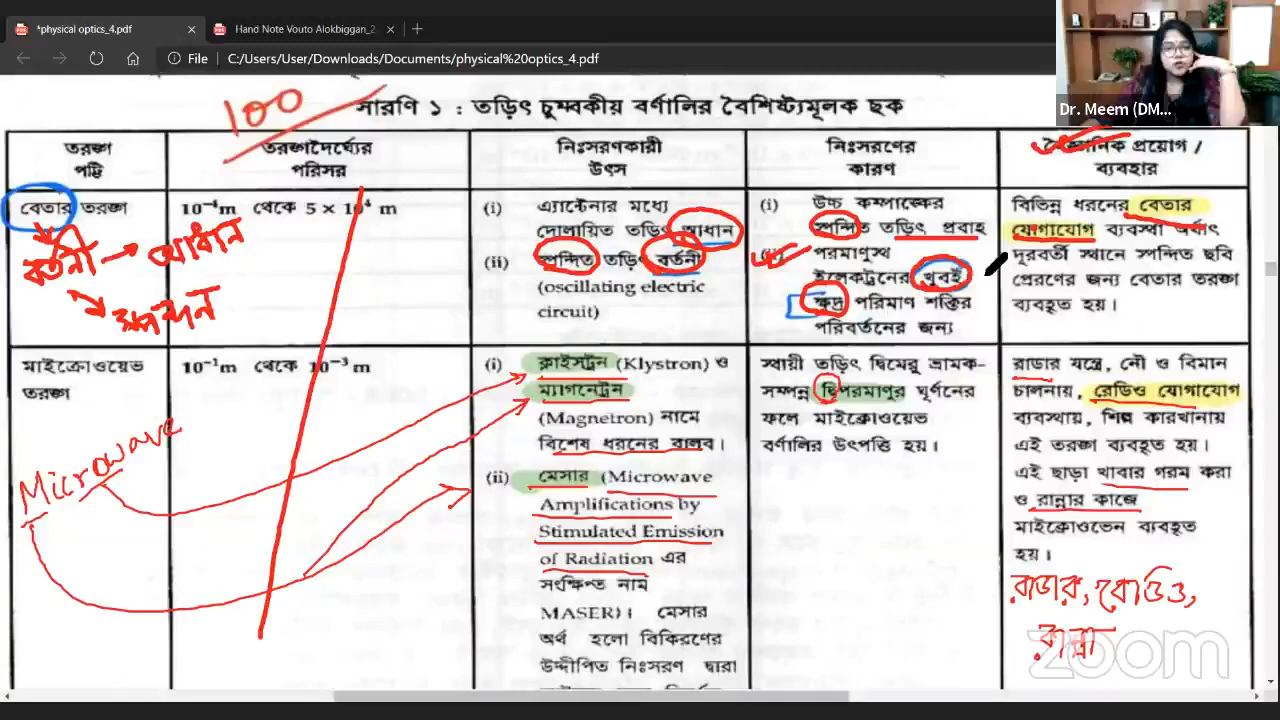 *physical optics_4.pdf
Hand Note Vouto Alokbiggan_2
File C:/Users/User/Downloads/Documents/physical%20optics_4.pdf
Dr. Meem (DM...
100
সারণি ১ : তড়িৎ চুম্বকীয় বর্ণালির বৈশিষ্ট্যমূলক ছক
তরঙ্গ
পট্টি
তরঙ্গদৈর্ঘ্যের
পরিসর
নিঃসরণকারী
উৎস
নিঃসরণের
কারণ
বৈজ্ঞানিক প্রয়োগ /
ব্যবহার
বেতার তরঙ্গ
বর্তনী → আধান
স্পন্দন
10⁻⁴m থেকে 5 × 10⁴ m
(i) এ্যান্টেনার মধ্যে
দোলায়িত তড়িৎ আধান
(ii) স্পন্দিত তড়িৎ বর্তনী
(oscillating electric
circuit)
(i) উচ্চ কম্পাঙ্কের
স্পন্দিত তড়িৎ প্রবাহ
পরমাণুস্থ
ইলেকট্রনের খুবই
ক্ষুদ্র পরিমাণ শক্তির
পরিবর্তনের জন্য
বিভিন্ন ধরনের বেতার
যোগাযোগ ব্যবস্থা অর্থাৎ
দূরবর্তী স্থানে স্পন্দিত ছবি
প্রেরণের জন্য বেতার তরঙ্গ
ব্যবহৃত হয়।
মাইক্রোওয়েভ
তরঙ্গ
Microwave
10⁻¹m থেকে 10⁻³ m
(i) ক্লাইস্ট্রন (Klystron) ও
ম্যাগনেট্রন
(Magnetron) নামে
বিশেষ ধরনের বালব।
(ii) মেসার (Microwave
Amplifications by
Stimulated Emission
of Radiation এর
সংক্ষিপ্ত নাম
MASER)। মেসার
অর্থ হলো বিকিরণের
উদ্দীপিত নিঃসরণ দ্বারা
স্থায়ী তড়িৎ দ্বিমেরু ভ্রামক-
সম্পন্ন দ্বিপরমাণুর ঘূর্ণনের
ফলে মাইক্রোওয়েভ
বর্ণালির উৎপত্তি হয়।
রাডার যন্ত্রে, নৌ ও বিমান
চালনায়, রেডিও যোগাযোগ
ব্যবস্থায়, শিল্প কারখানায়
এই তরঙ্গ ব্যবহৃত হয়।
এই ছাড়া খাবার গরম করা
ও রান্নার কাজে
মাইক্রোওভেন ব্যবহৃত
হয়।
রাডার, রেডিও,
রান্না
zoom